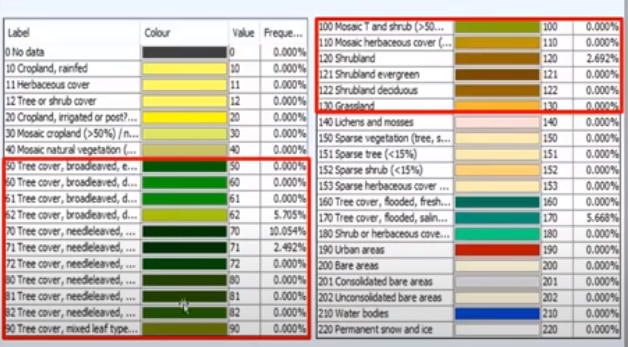 Label Colour Value Freque...
0 No data 0 0.000%
10 Cropland, rainfed 10 0.000%
11 Herbaceous cover 11 0.000%
12 Tree or shrub cover 12 0.000%
20 Cropland, irrigated or post?... 20 0.000%
30 Mosaic cropland (>50%) / n... 30 0.000%
40 Mosaic natural vegetation (... 40 0.000%
50 Tree cover, broadleaved, e... 50 0.000%
60 Tree cover, broadleaved, d... 60 0.000%
61 Tree cover, broadleaved, d... 61 0.000%
62 Tree cover, broadleaved, d... 62 5.705%
70 Tree cover, needleleaved, ... 70 10.054%
71 Tree cover, needleleaved, ... 71 2.492%
72 Tree cover, needleleaved, ... 72 0.000%
80 Tree cover, needleleaved, ... 80 0.000%
81 Tree cover, needleleaved, ... 81 0.000%
82 Tree cover, needleleaved, ... 82 0.000%
90 Tree cover, mixed leaf type... 90 0.000%
100 Mosaic T and shrub (>50... 100 0.000%
110 Mosaic herbaceous cover (... 110 0.000%
120 Shrubland 120 2.692%
121 Shrubland evergreen 121 0.000%
122 Shrubland deciduous 122 0.000%
130 Grassland 130 0.000%
140 Lichens and mosses 140 0.000%
150 Sparse vegetation (tree, s... 150 0.000%
151 Sparse tree (<15%) 151 0.000%
152 Sparse shrub (<15%) 152 0.000%
153 Sparse herbaceous cover ... 153 0.000%
160 Tree cover, flooded, fresh... 160 0.000%
170 Tree cover, flooded, salin... 170 5.668%
180 Shrub or herbaceous cove... 180 0.000%
190 Urban areas 190 0.000%
200 Bare areas 200 0.000%
201 Consolidated bare areas 201 0.000%
202 Unconsolidated bare areas 202 0.000%
210 Water bodies 210 0.000%
220 Permanent snow and ice 220 0.000%